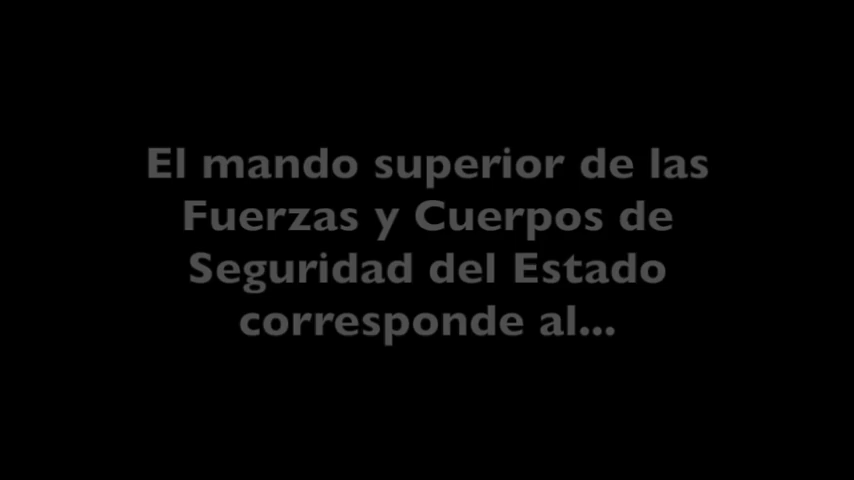 El mando superior de las
Fuerzas y Cuerpos de
Seguridad del Estado
corresponde al...